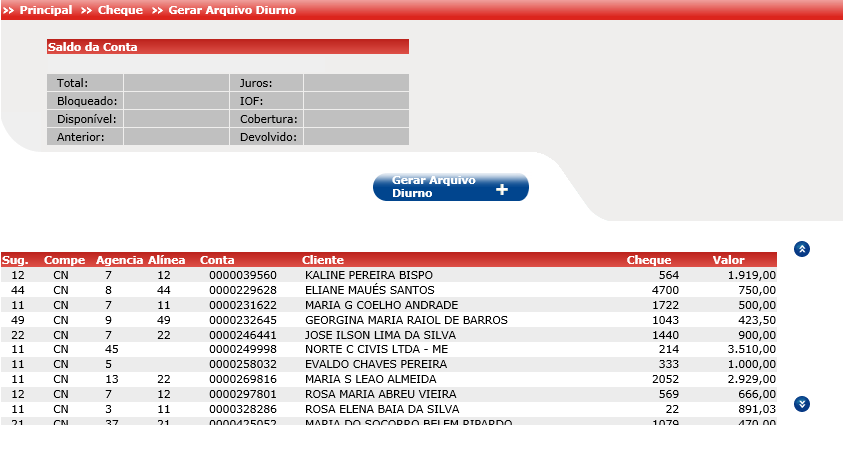 >> Principal >> Cheque >> Gerar Arquivo Diurno
Saldo da Conta
Total: Juros:
Bloqueado: IOF:
Disponível: Cobertura:
Anterior: Devolvido:
Gerar Arquivo
Diurno +
Sug. Compe Agencia Alínea Conta Cliente Cheque Valor
12 CN 7 12 0000039560 KALINE PEREIRA BISPO 564 1.919,00
44 CN 8 44 0000229628 ELIANE MAUÉS SANTOS 4700 750,00
11 CN 7 11 0000231622 MARIA G COELHO ANDRADE 1722 500,00
49 CN 9 49 0000232645 GEORGINA MARIA RAIOL DE BARROS 1043 423,50
22 CN 7 22 0000246441 JOSE ILSON LIMA DA SILVA 1440 900,00
11 CN 45 0000249998 NORTE C CIVIS LTDA - ME 214 3.510,00
11 CN 5 0000258032 EVALDO CHAVES PEREIRA 333 1.000,00
11 CN 13 22 0000269816 MARIA S LEAO ALMEIDA 2052 2.929,00
12 CN 7 12 0000297801 ROSA MARIA ABREU VIEIRA 569 666,00
11 CN 3 11 0000328286 ROSA ELENA BAIA DA SILVA 22 891,03
21 CN 37 21 0000425052 MARIA DO SOCORRO BELEM 1079 470,00